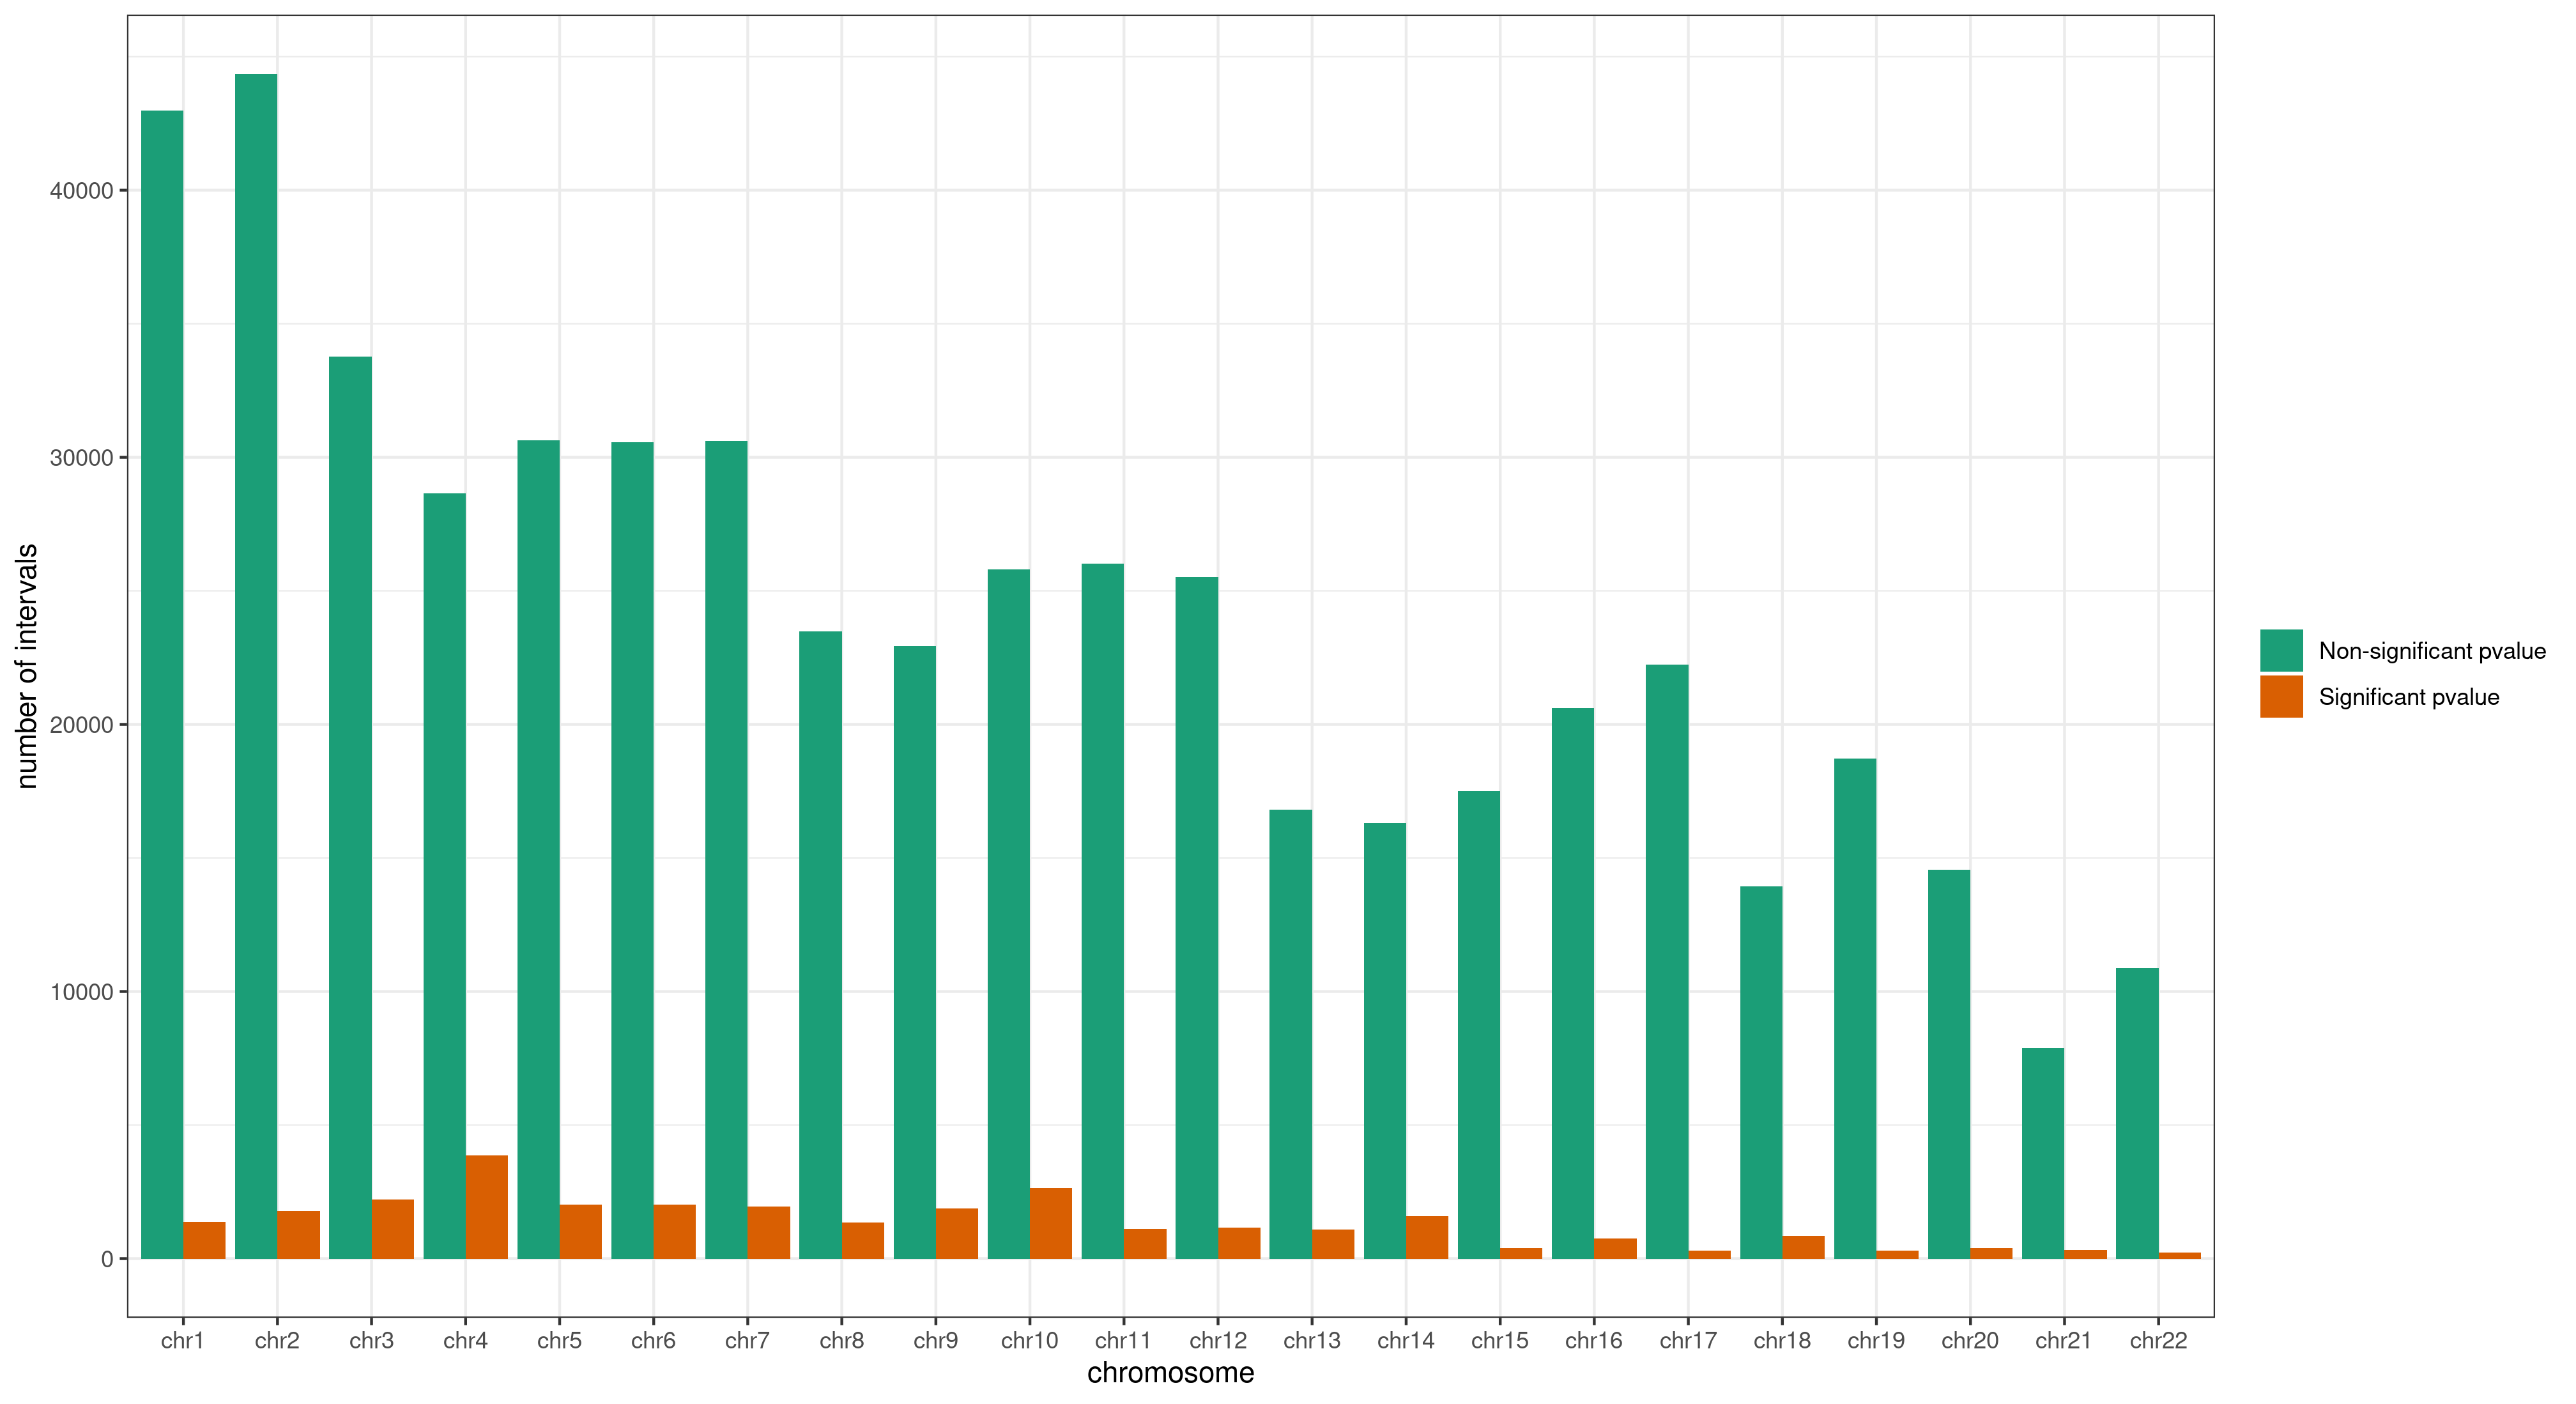 number of intervals
40000
30000
20000
10000
0
chr1 chr2 chr3 chr4 chr5 chr6 chr7 chr8 chr9 chr10 chr11 chr12 chr13 chr14 chr15 chr16 chr17 chr18 chr19 chr20 chr21 chr22
chromosome
Non-significant pvalue
Significant pvalue